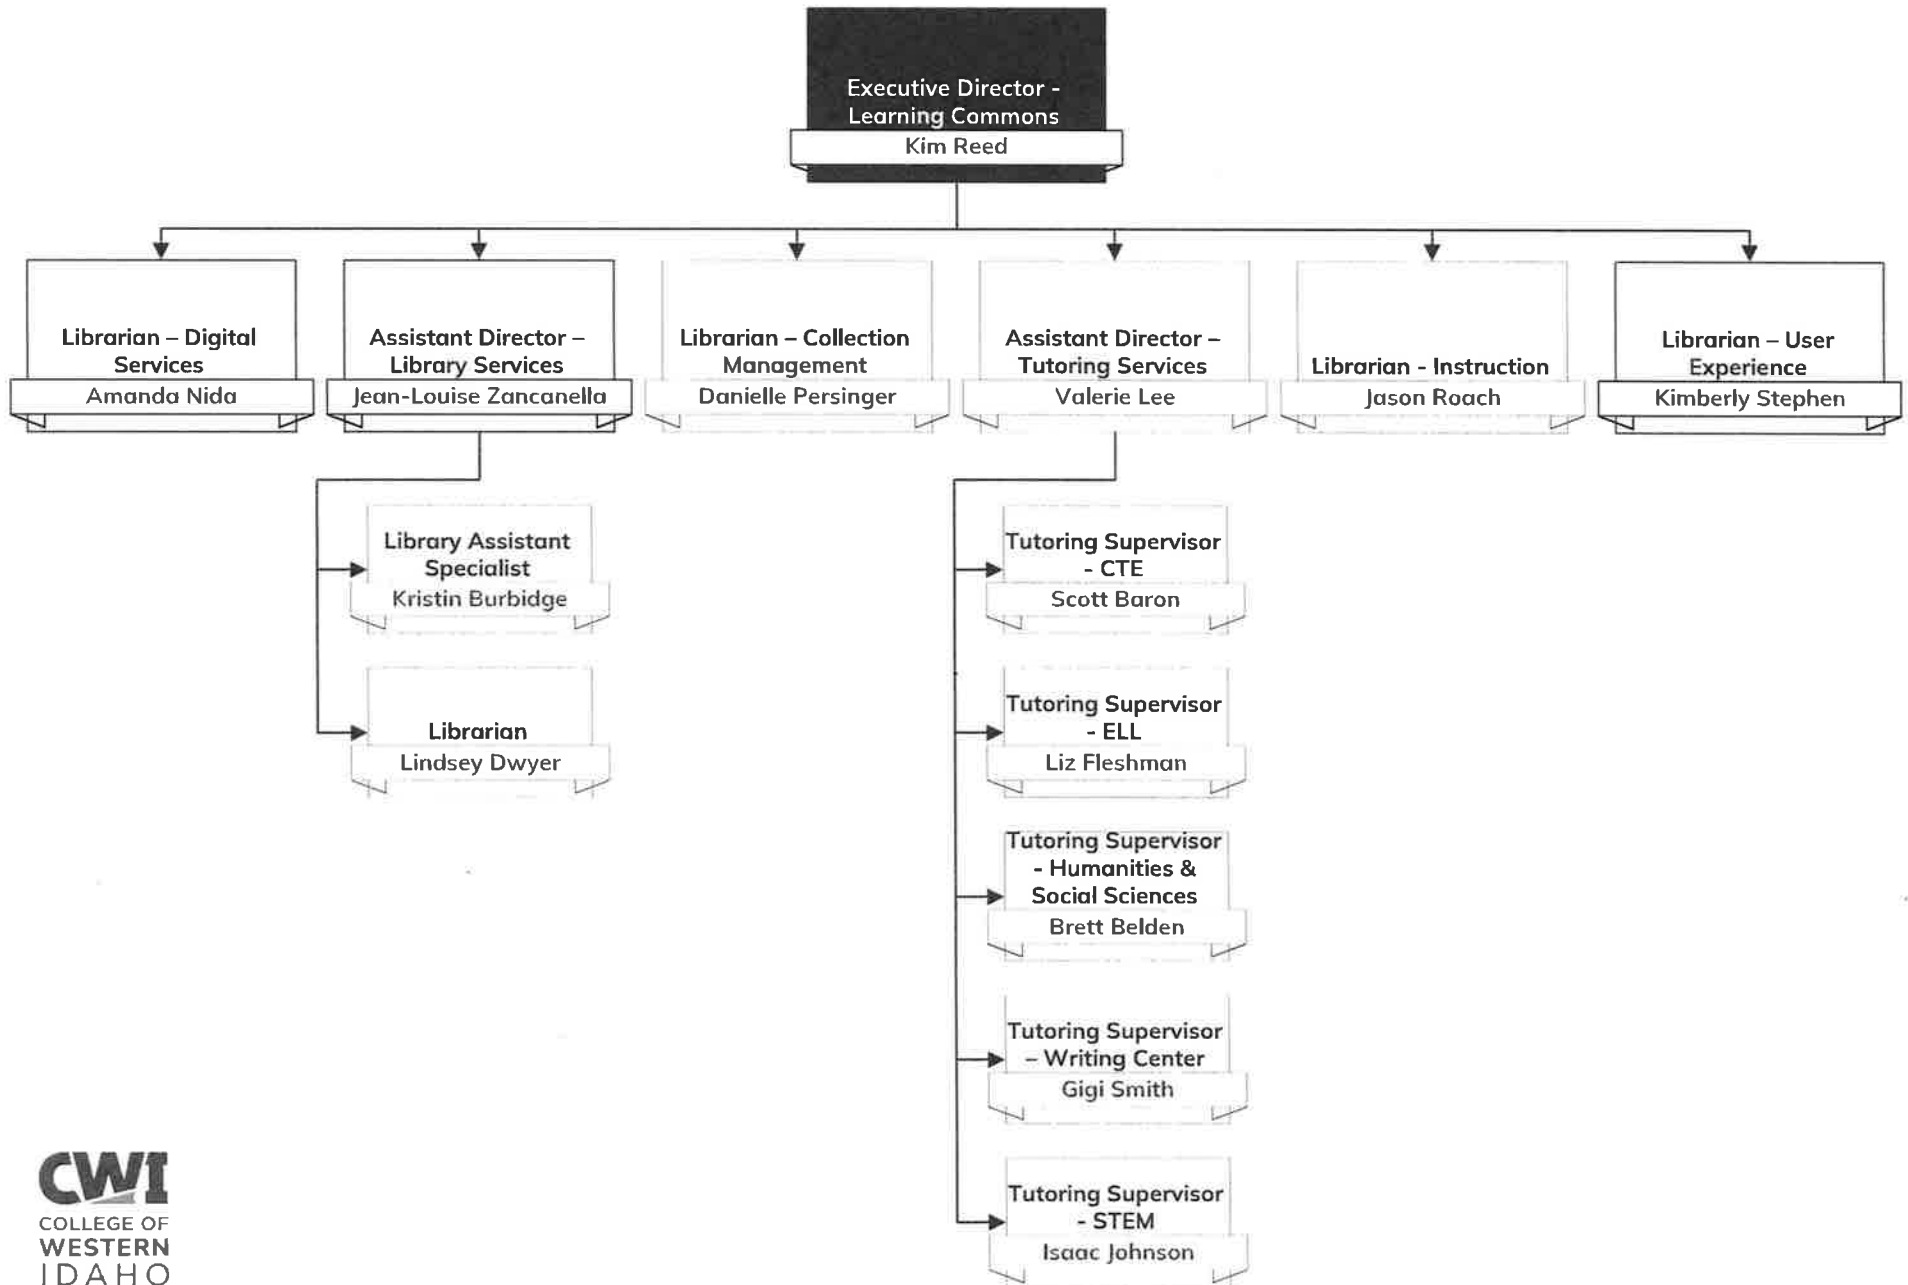 Executive Director -
Learning Commons
Kim Reed
Librarian – Digital
Services
Amanda Nida
Assistant Director –
Library Services
Jean-Louise Zancanella
Librarian – Collection
Management
Danielle Persinger
Assistant Director –
Tutoring Services
Valerie Lee
Librarian - Instruction
Jason Roach
Librarian – User
Experience
Kimberly Stephen
Library Assistant
Specialist
Kristin Burbidge
Librarian
Lindsey Dwyer
Tutoring Supervisor
- CTE
Scott Baron
Tutoring Supervisor
- ELL
Liz Fleshman
Tutoring Supervisor
- Humanities &
Social Sciences
Brett Belden
Tutoring Supervisor
– Writing Center
Gigi Smith
Tutoring Supervisor
- STEM
Isaac Johnson
CWI
COLLEGE OF
WESTERN
IDAHO